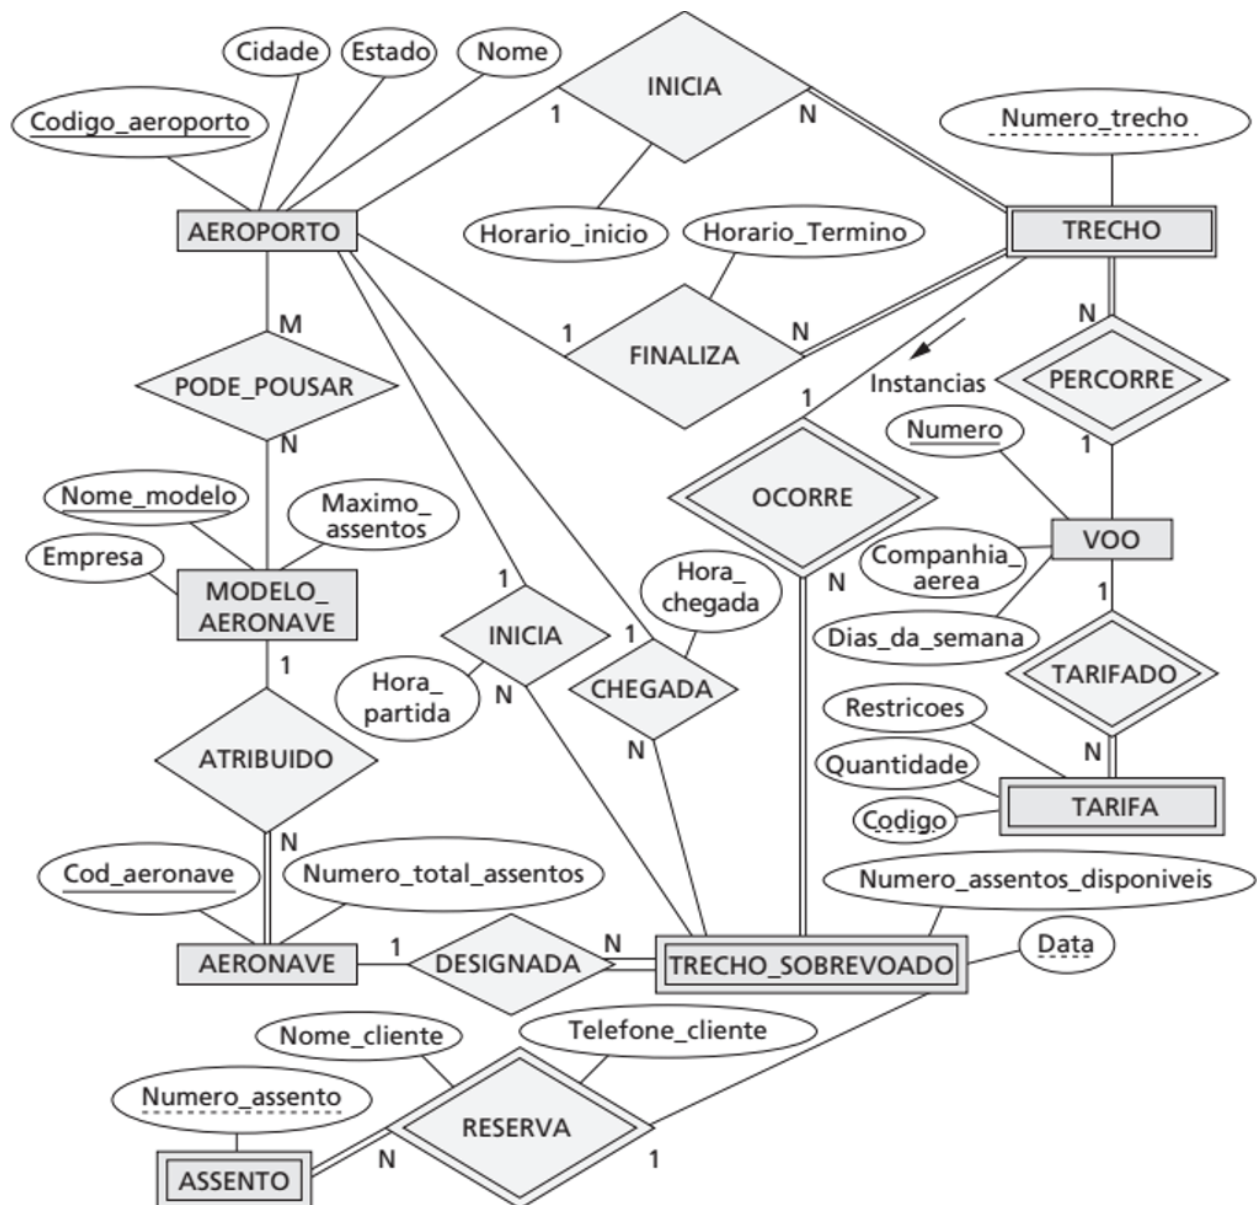 Cidade
Estado
Nome
INICIA
Codigo_aeroporto
1
N
Numero_trecho
AEROPORTO
Horario_inicio
Horario_Termino
TRECHO
M
1
N
FINALIZA
N
PODE_POUSAR
Instancias
PERCORRE
1
N
Numero
1
Nome_modelo
Maximo_
assentos
OCORRE
Empresa
Companhia_
aerea
VOO
MODELO_
AERONAVE
1
Hora_
chegada
N
1
INICIA
1
Dias_da_semana
1
Hora_
partida
N
CHEGADA
TARIFADO
Restricoes
ATRIBUIDO
N
N
Quantidade
TARIFA
Codigo
N
Cod_aeronave
Numero_total_assentos
Numero_assentos_disponiveis
AERONAVE
1
DESIGNADA
N
TRECHO_SOBREVOADO
Data
Nome_cliente
Telefone_cliente
Numero_assento
RESERVA
N
1
ASSENTO